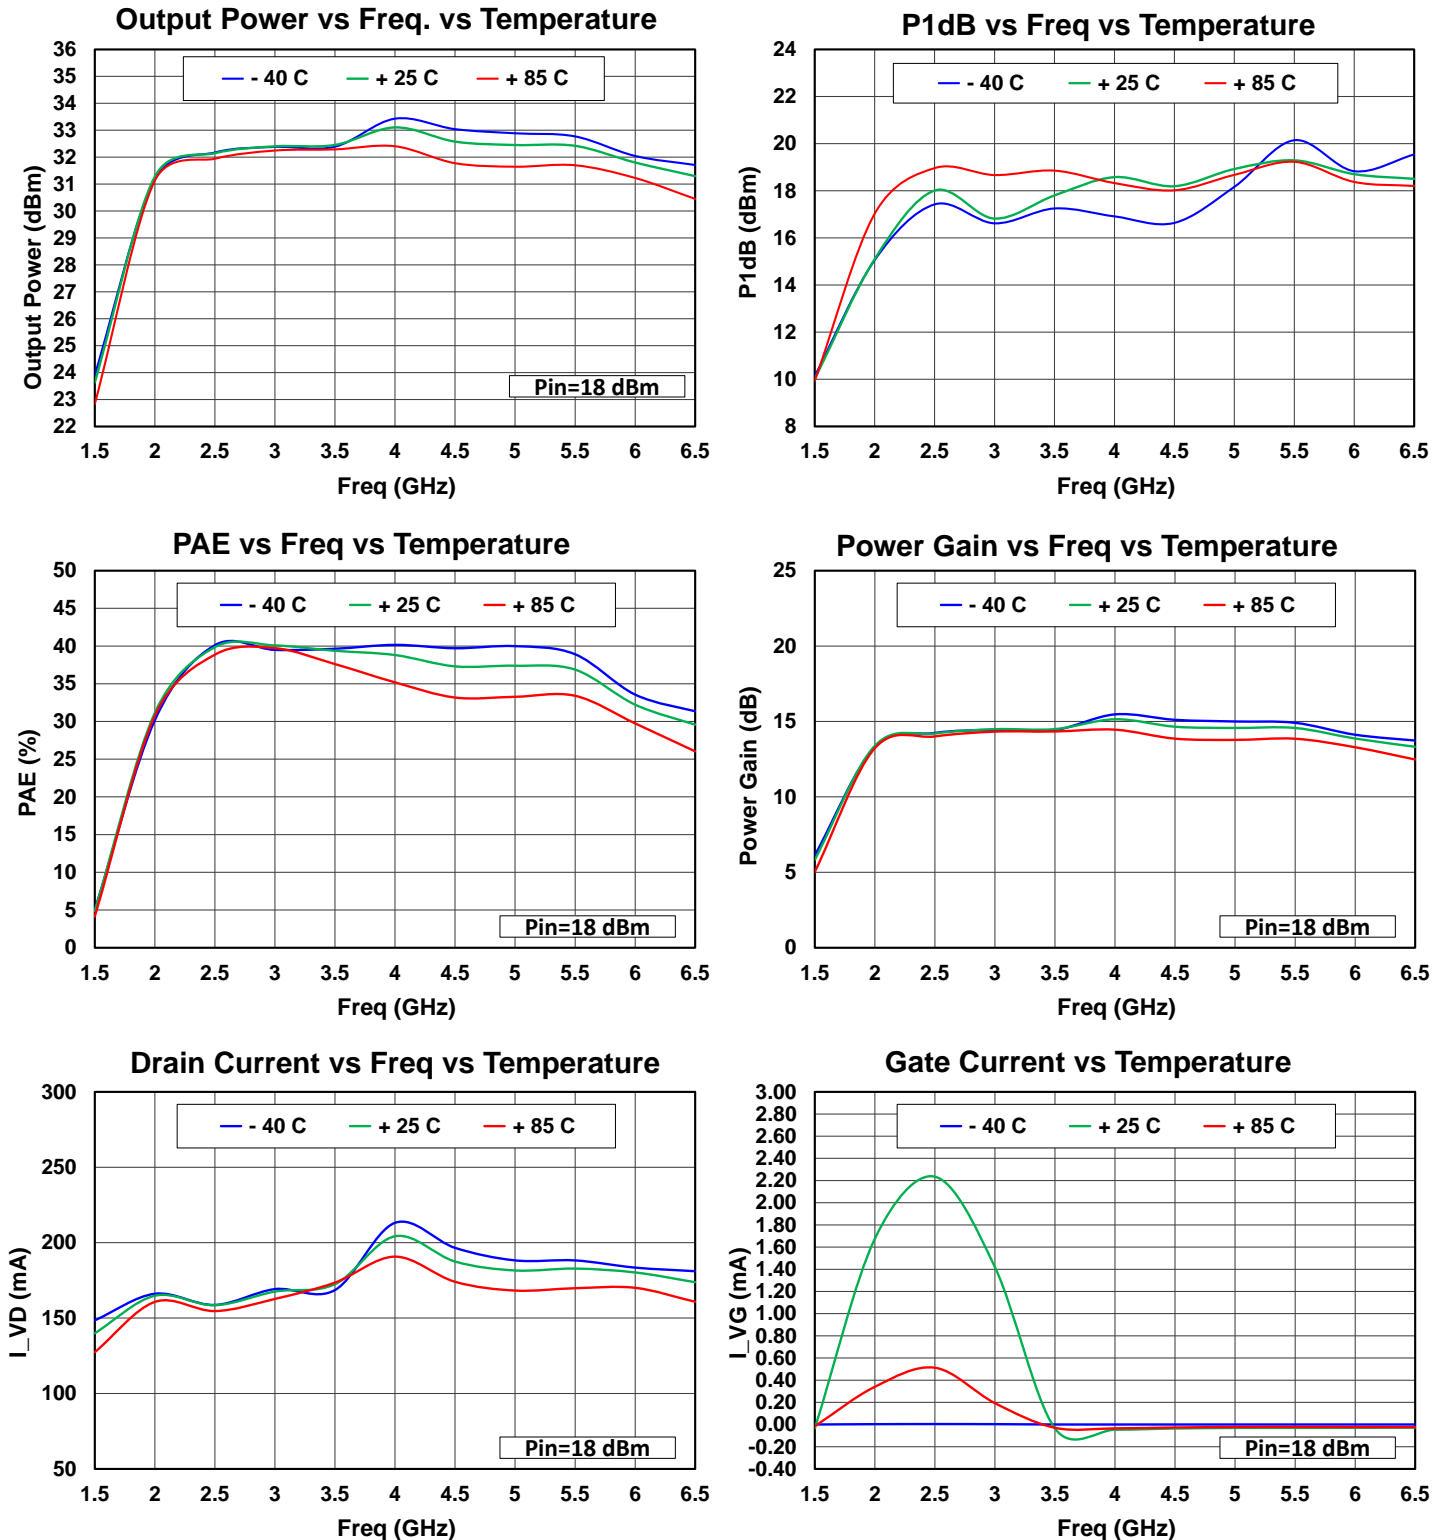 Output Power vs Freq. vs Temperature
- 40 C + 25 C + 85 C
36
35
34
33
32
31
30
29
28
27
26
25
24
23
22
Output Power (dBm)
Pin=18 dBm
1.5 2 2.5 3 3.5 4 4.5 5 5.5 6 6.5
Freq (GHz)
P1dB vs Freq vs Temperature
- 40 C + 25 C + 85 C
24
22
20
18
16
14
12
10
8
P1dB (dBm)
1.5 2 2.5 3 3.5 4 4.5 5 5.5 6 6.5
Freq (GHz)
PAE vs Freq vs Temperature
- 40 C + 25 C + 85 C
50
45
40
35
30
25
20
15
10
5
0
PAE (%)
Pin=18 dBm
1.5 2 2.5 3 3.5 4 4.5 5 5.5 6 6.5
Freq (GHz)
Power Gain vs Freq vs Temperature
- 40 C + 25 C + 85 C
25
20
15
10
5
0
Power Gain (dB)
Pin=18 dBm
1.5 2 2.5 3 3.5 4 4.5 5 5.5 6 6.5
Freq (GHz)
Drain Current vs Freq vs Temperature
- 40 C + 25 C + 85 C
300
250
200
150
100
50
I_VD (mA)
Pin=18 dBm
1.5 2 2.5 3 3.5 4 4.5 5 5.5 6 6.5
Freq (GHz)
Gate Current vs Temperature
- 40 C + 25 C + 85 C
3.00
2.80
2.60
2.40
2.20
2.00
1.80
1.60
1.40
1.20
1.00
0.80
0.60
0.40
0.20
0.00
-0.20
-0.40
I_VG (mA)
Pin=18 dBm
1.5 2 2.5 3 3.5 4 4.5 5 5.5 6 6.5
Freq (GHz)